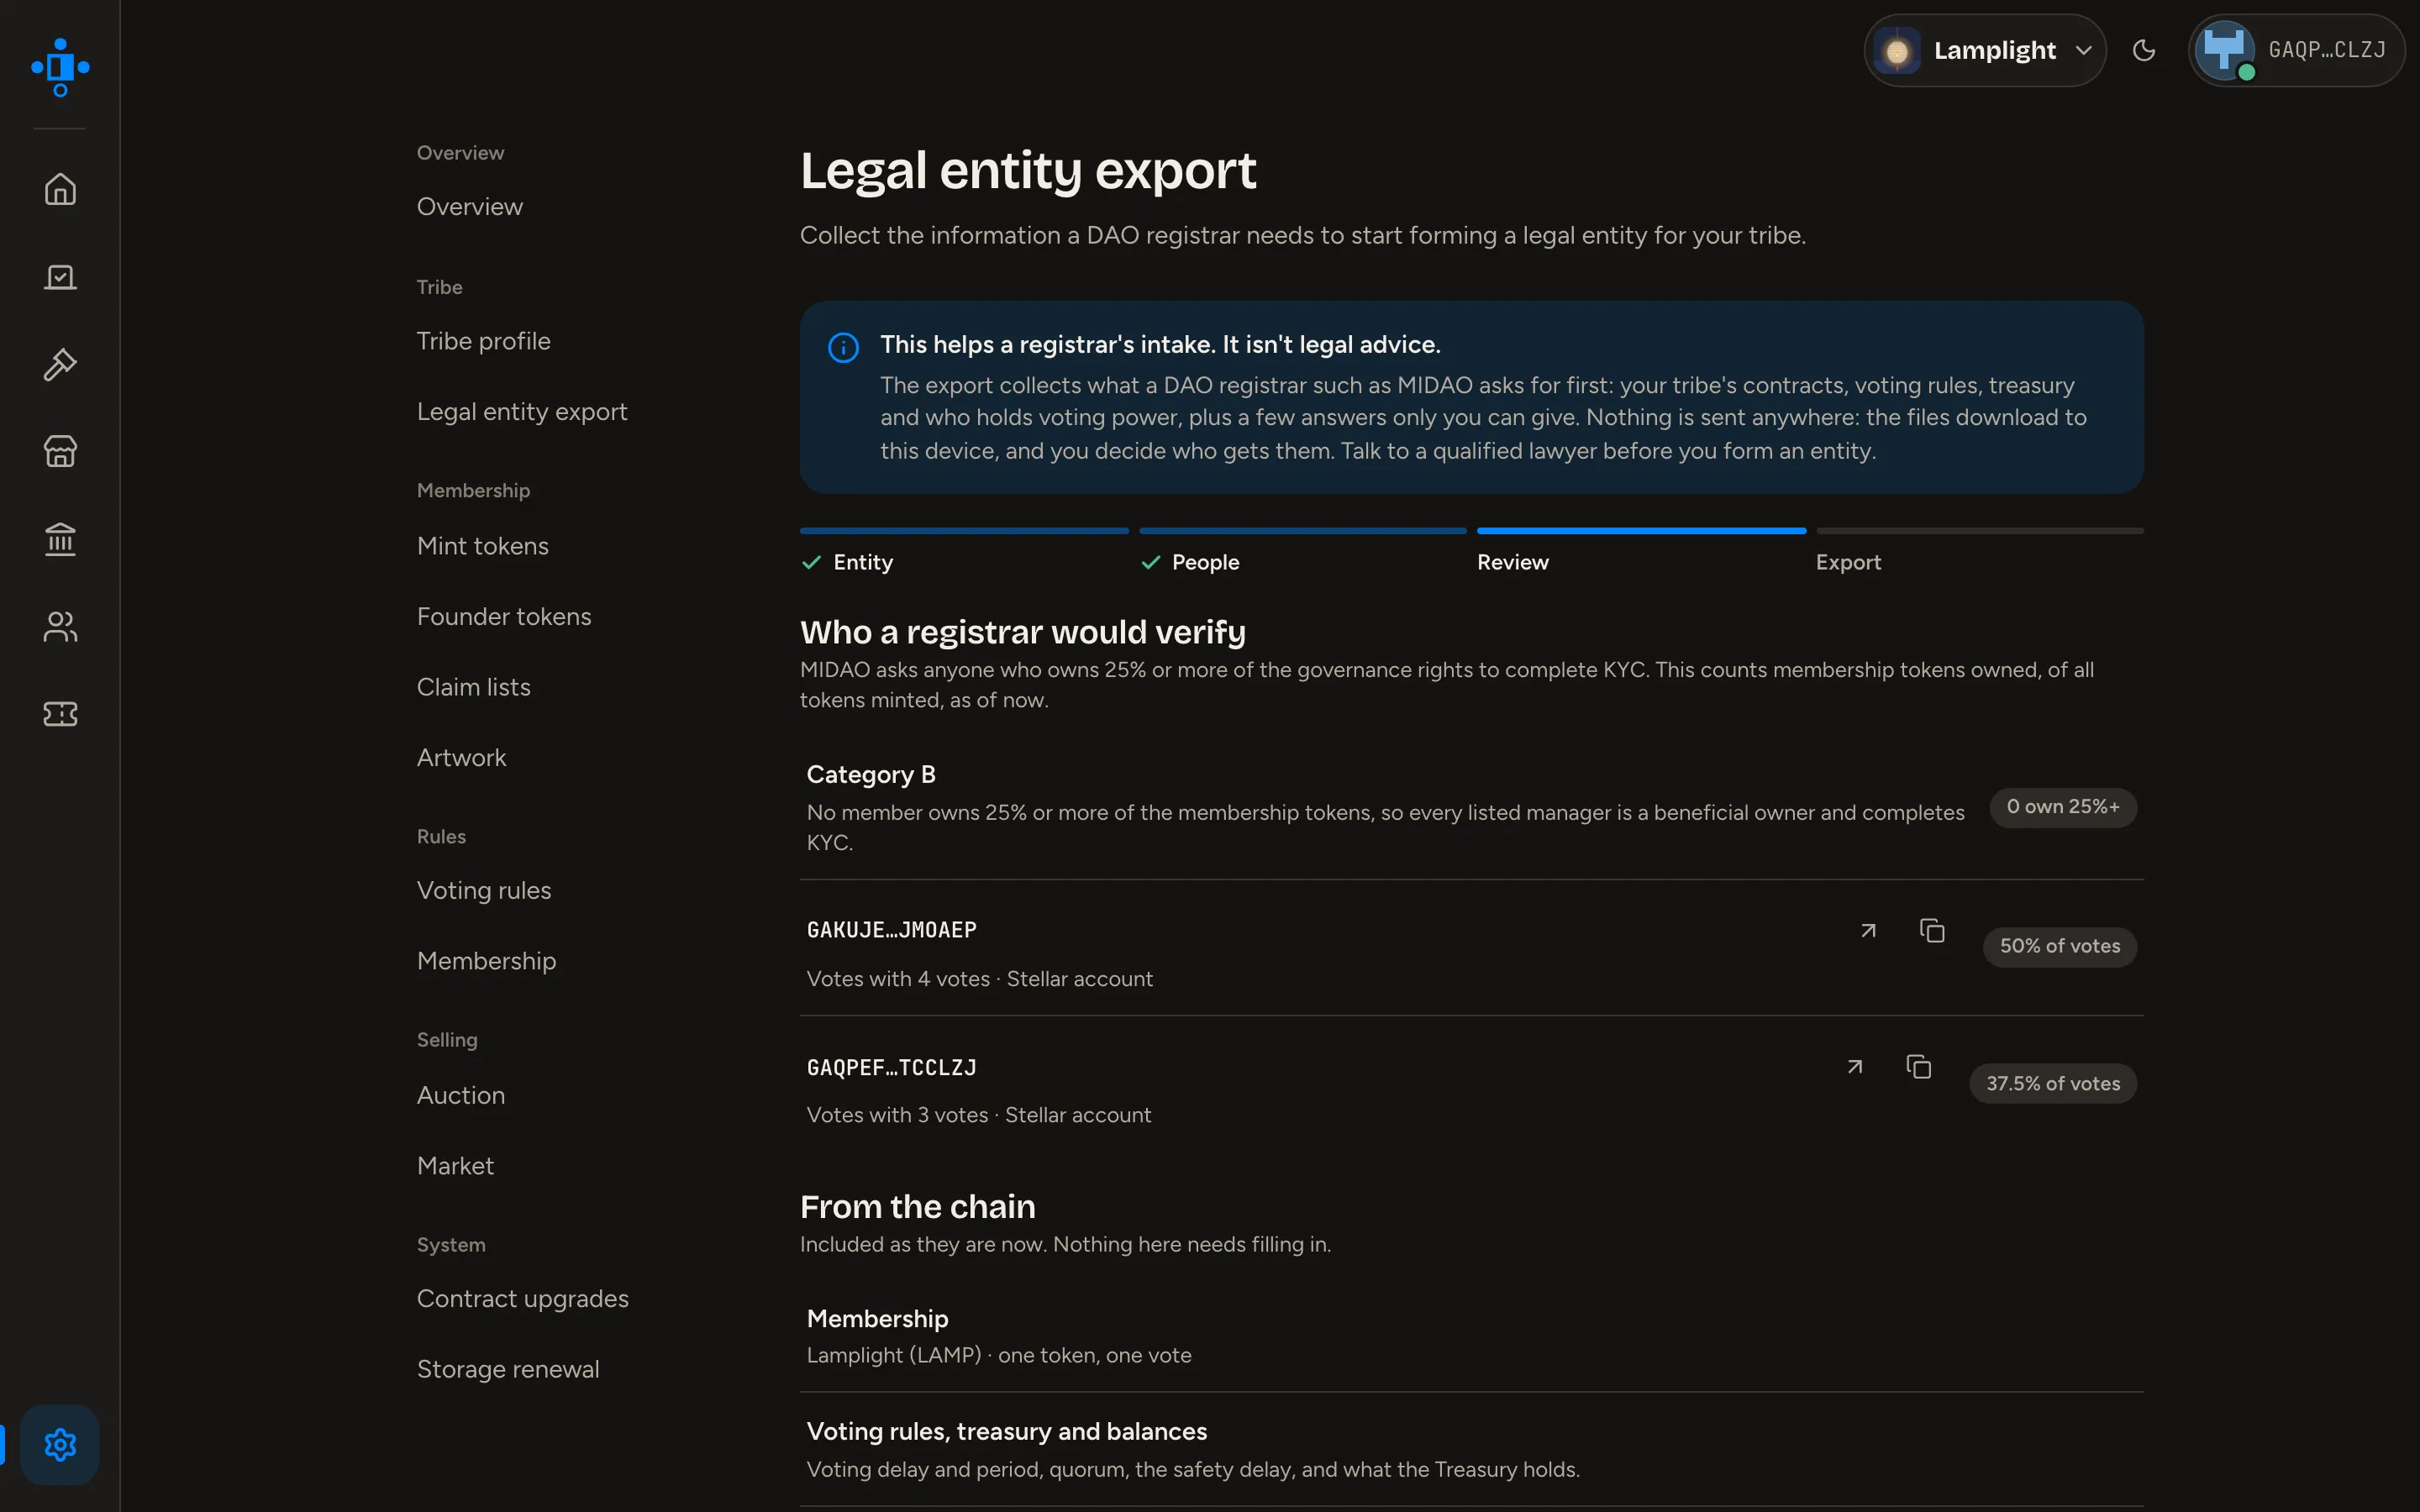 Lamplight
GAQP…CLZJ
Overview
Overview
Tribe
Tribe profile
Legal entity export
Membership
Mint tokens
Founder tokens
Claim lists
Artwork
Rules
Voting rules
Membership
Selling
Auction
Market
System
Contract upgrades
Storage renewal
Legal entity export
Collect the information a DAO registrar needs to start forming a legal entity for your tribe.
This helps a registrar's intake. It isn't legal advice.
The export collects what a DAO registrar such as MIDAO asks for first: your tribe's contracts, voting rules, treasury
and who holds voting power, plus a few answers only you can give. Nothing is sent anywhere: the files download to
this device, and you decide who gets them. Talk to a qualified lawyer before you form an entity.
Entity
People
Review
Export
Who a registrar would verify
MIDAO asks anyone who owns 25% or more of the governance rights to complete KYC. This counts membership tokens owned, of all
tokens minted, as of now.
Category B
No member owns 25% or more of the membership tokens, so every listed manager is a beneficial owner and completes
KYC.
0 own 25%+
GAKUJE…JMOAEP
Votes with 4 votes · Stellar account
50% of votes
GAQPEF…TCCLZJ
Votes with 3 votes · Stellar account
37.5% of votes
From the chain
Included as they are now. Nothing here needs filling in.
Membership
Lamplight (LAMP) · one token, one vote
Voting rules, treasury and balances
Voting delay and period, quorum, the safety delay, and what the Treasury holds.